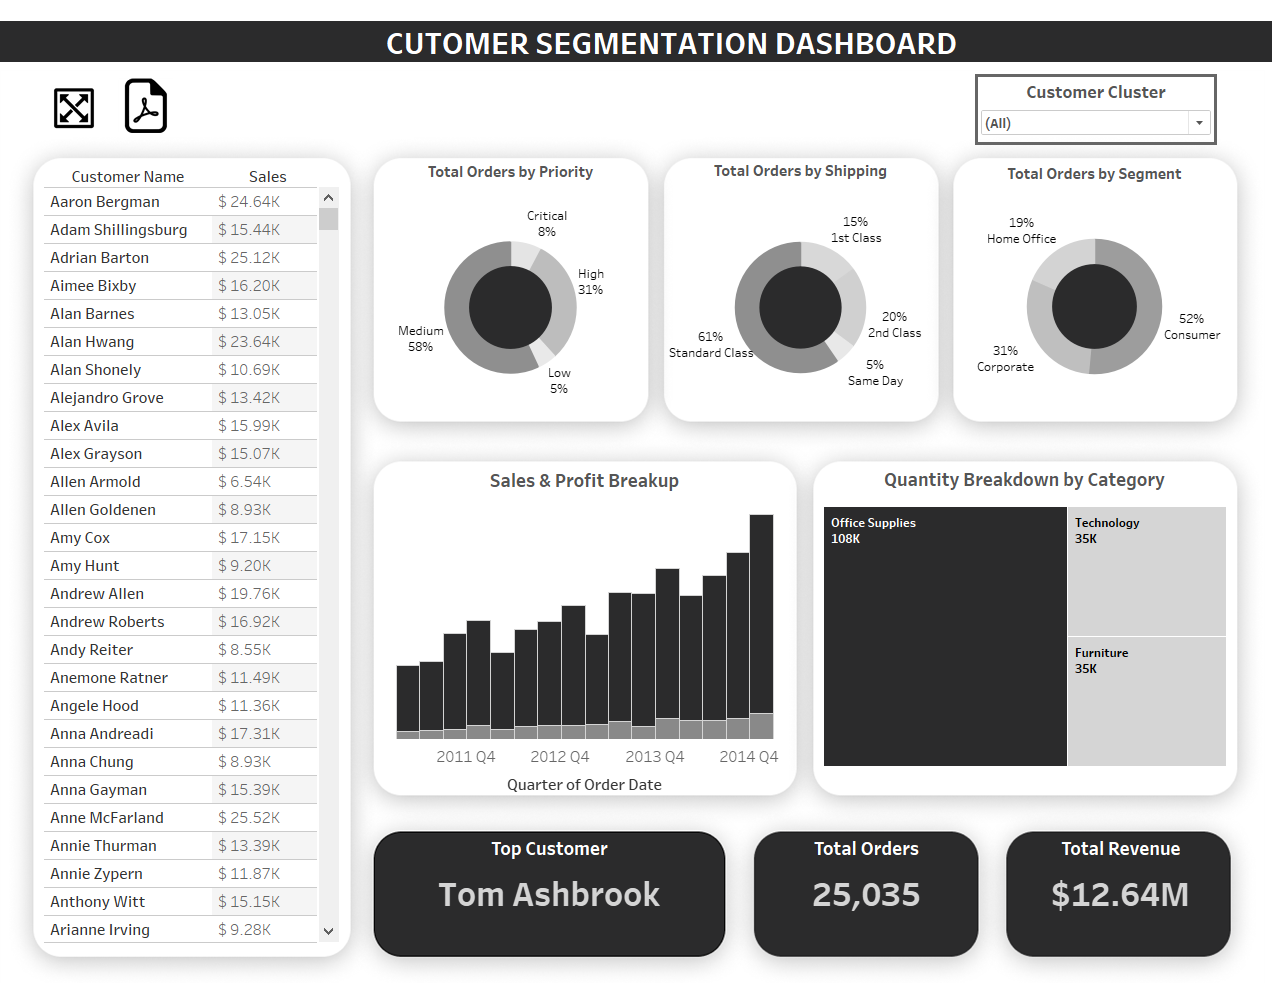 CUTOMER SEGMENTATION DASHBOARD
Customer Cluster
(All)
Customer Name Sales
Aaron Bergman $ 24.64K
Adam Shillingsburg $ 15.44K
Adrian Barton $ 25.12K
Aimee Bixby $ 16.20K
Alan Barnes $ 13.05K
Alan Hwang $ 23.64K
Alan Shonely $ 10.69K
Alejandro Grove $ 13.42K
Alex Avila $ 15.99K
Alex Grayson $ 15.07K
Allen Armold $ 6.54K
Allen Goldenen $ 8.93K
Amy Cox $ 17.15K
Amy Hunt $ 9.20K
Andrew Allen $ 19.76K
Andrew Roberts $ 16.92K
Andy Reiter $ 8.55K
Anemone Ratner $ 11.49K
Angele Hood $ 11.36K
Anna Andreadi $ 17.31K
Anna Chung $ 8.93K
Anna Gayman $ 15.39K
Anne McFarland $ 25.52K
Annie Thurman $ 13.39K
Annie Zypern $ 11.87K
Anthony Witt $ 15.15K
Arianne Irving $ 9.28K
Total Orders by Priority
Critical
8%
High
31%
Medium
58%
Low
5%
Total Orders by Shipping
15%
1st Class
20%
2nd Class
61%
Standard Class
5%
Same Day
Total Orders by Segment
19%
Home Office
52%
Consumer
31%
Corporate
Sales & Profit Breakup
2011 Q4 2012 Q4 2013 Q4 2014 Q4
Quarter of Order Date
Quantity Breakdown by Category
Office Supplies
108K
Technology
35K
Furniture
35K
Top Customer
Tom Ashbrook
Total Orders
25,035
Total Revenue
$12.64M